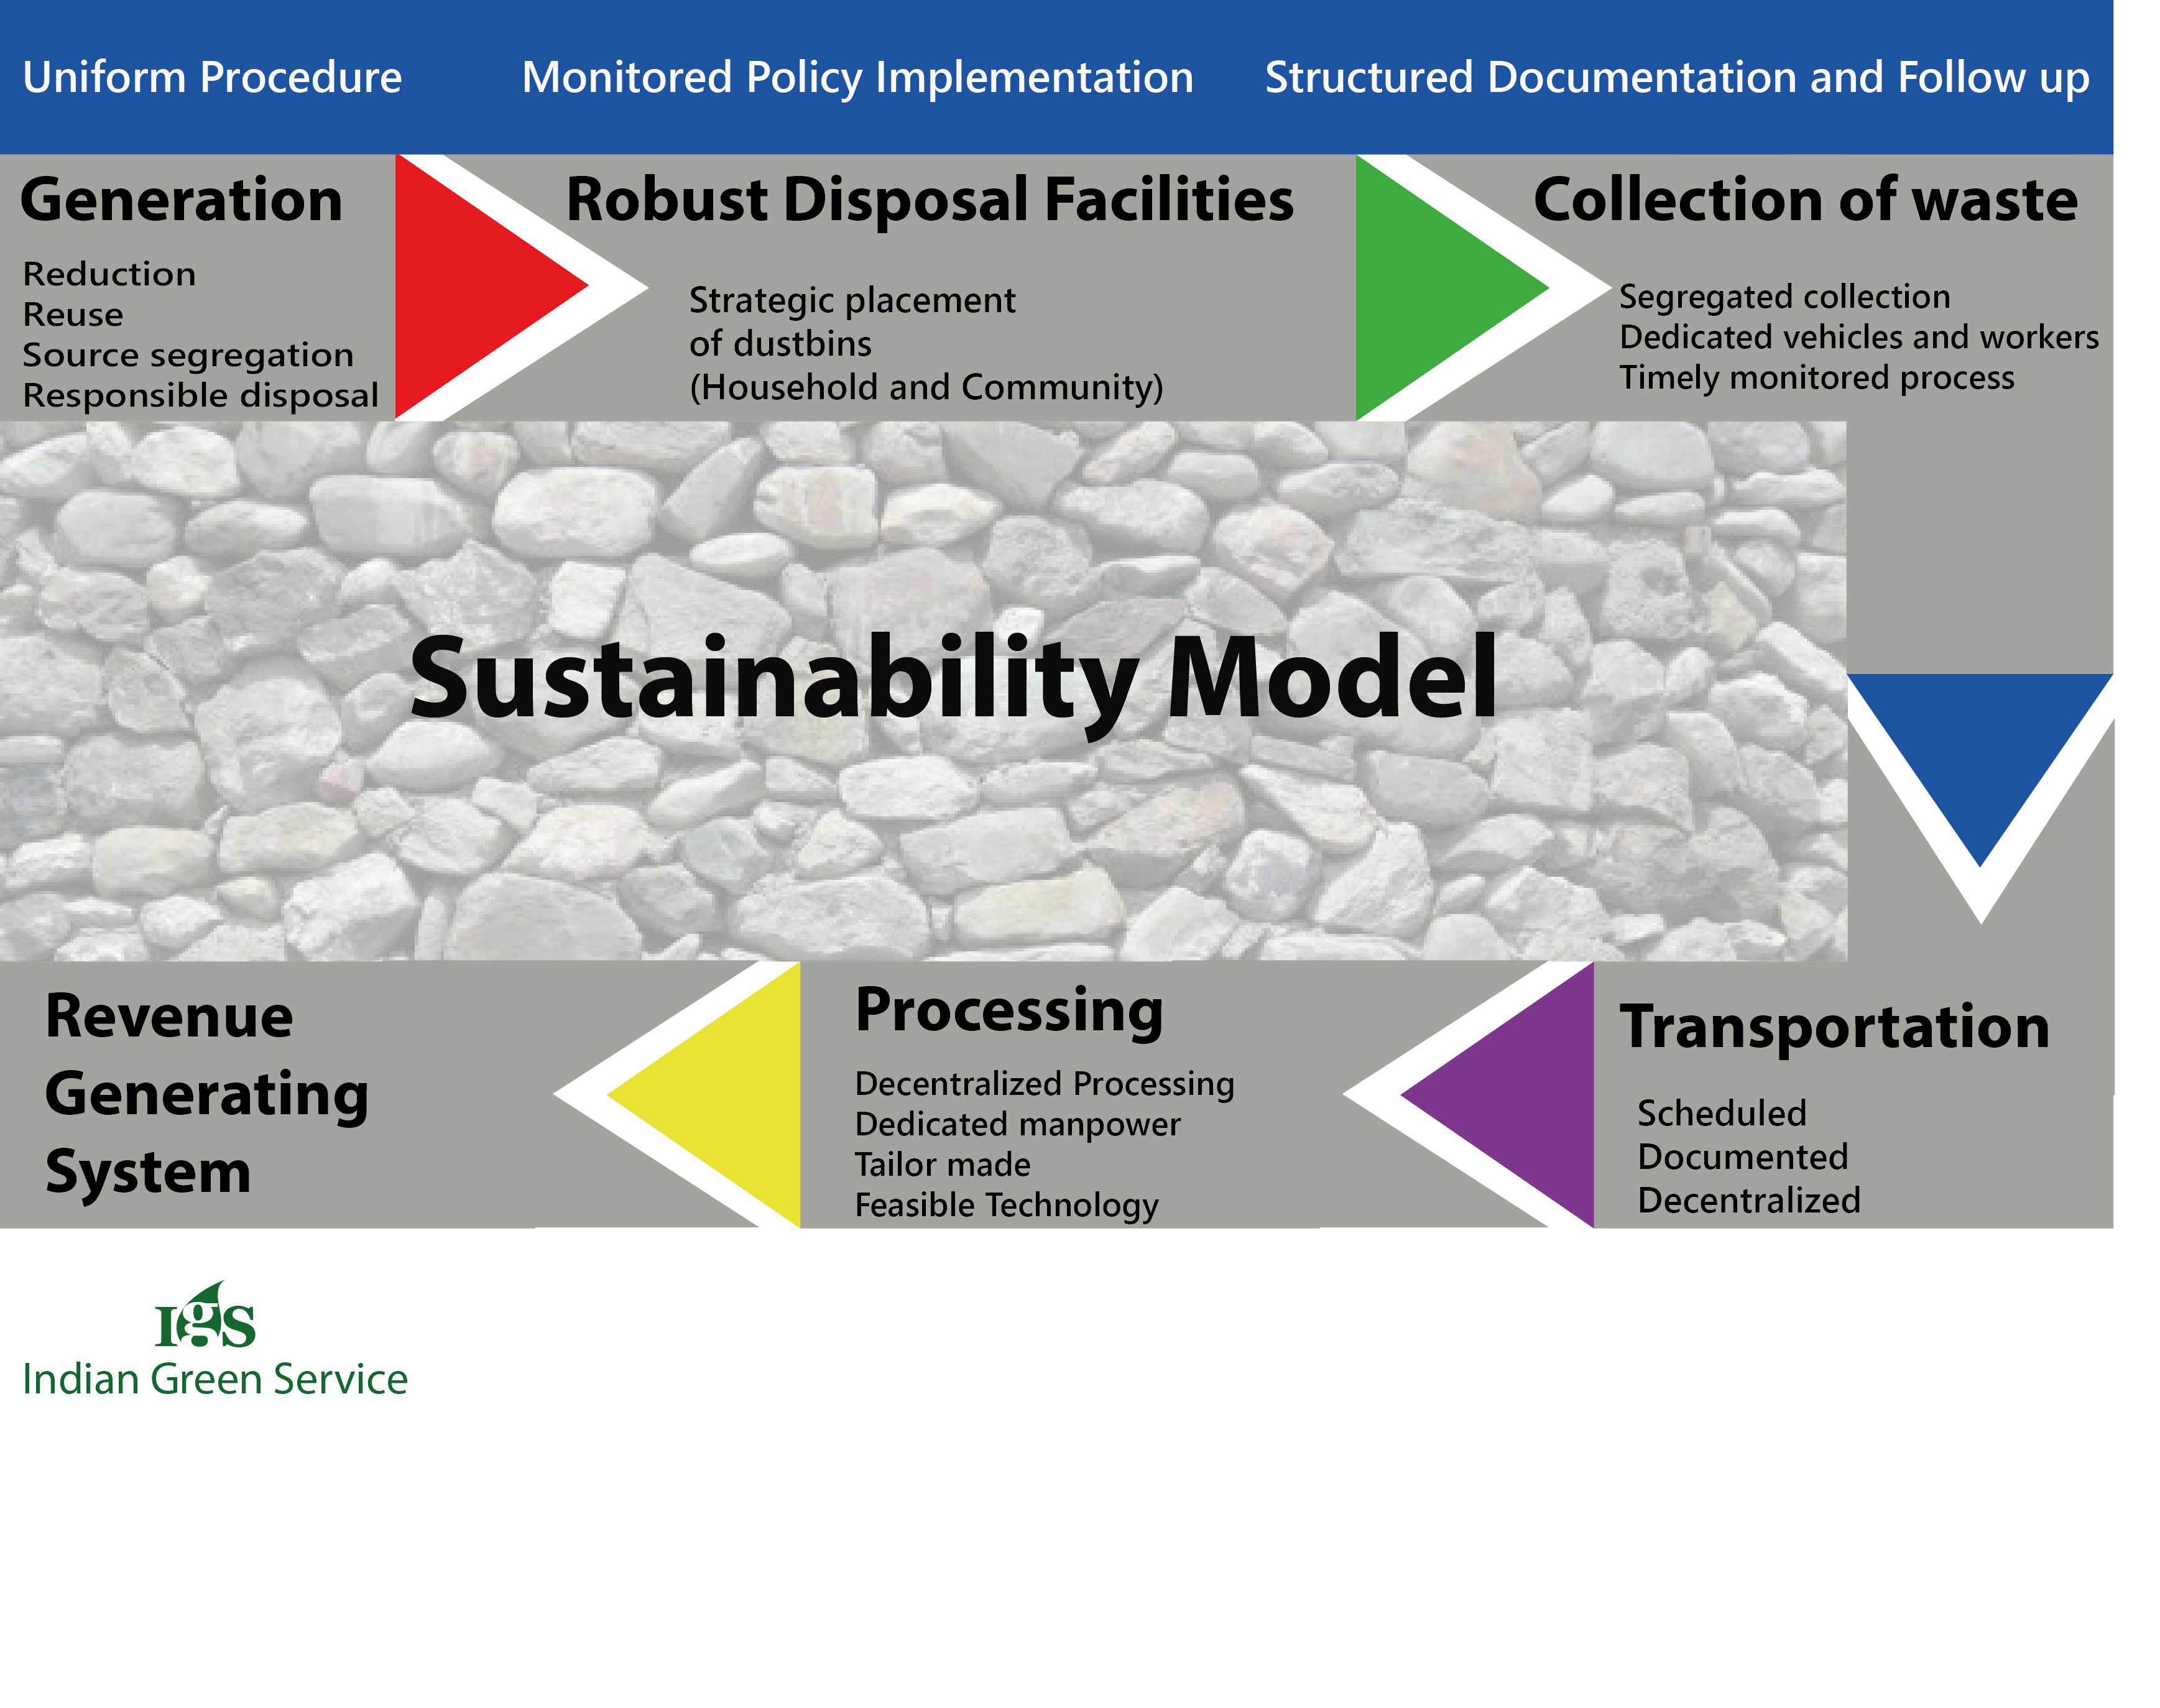 Uniform Procedure
Monitored Policy Implementation
Structured Documentation and Follow up
Generation
Reduction
Reuse
Source segregation
Responsible disposal
Robust Disposal Facilities
Strategic placement
of dustbins
(Household and Community)
Collection of waste
Segregated collection
Dedicated vehicles and workers
Timely monitored process
Sustainability Model
Transportation
Scheduled
Documented
Decentralized
Processing
Decentralized Processing
Dedicated manpower
Tailor made
Feasible Technology
Revenue
Generating
System
IgS
Indian Green Service